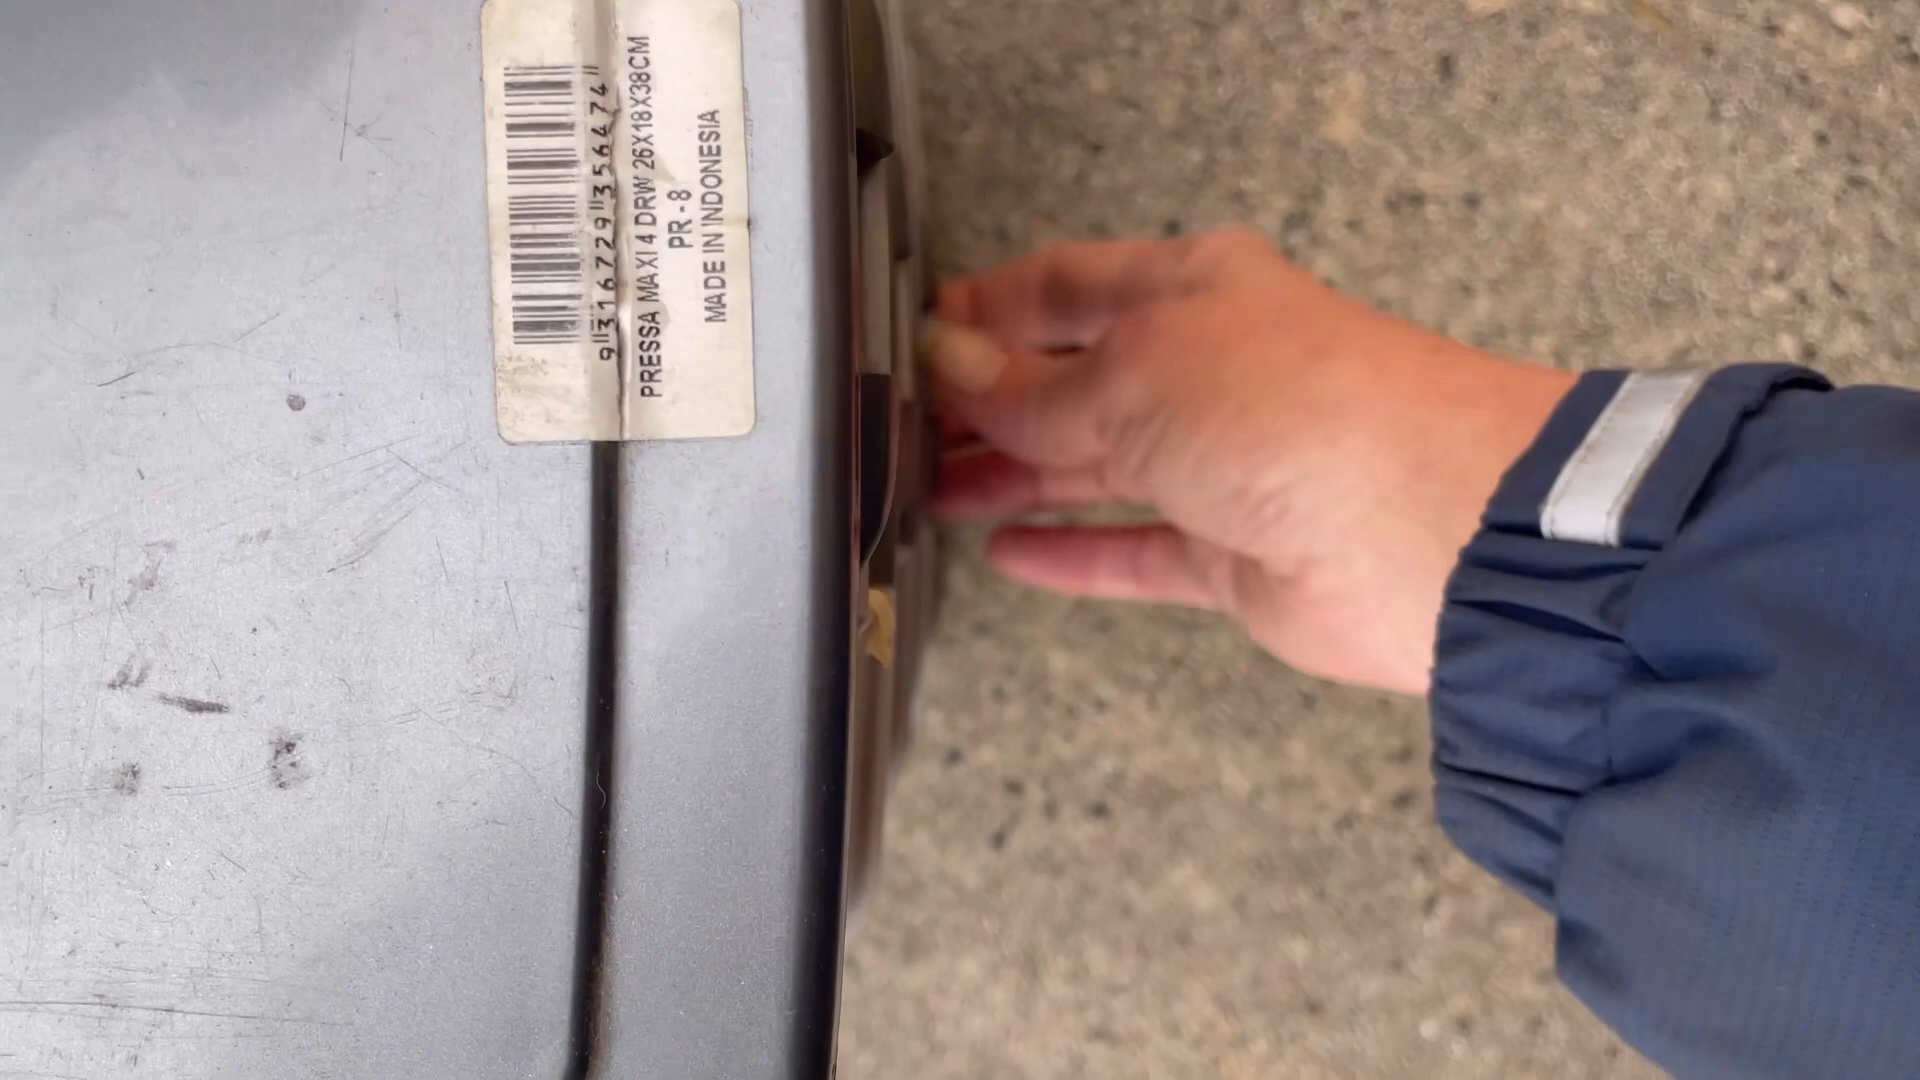 9 316729 356474
PRESSA MAXI 4 DRW 26X18X38CM
PR-8
MADE IN INDONESIA